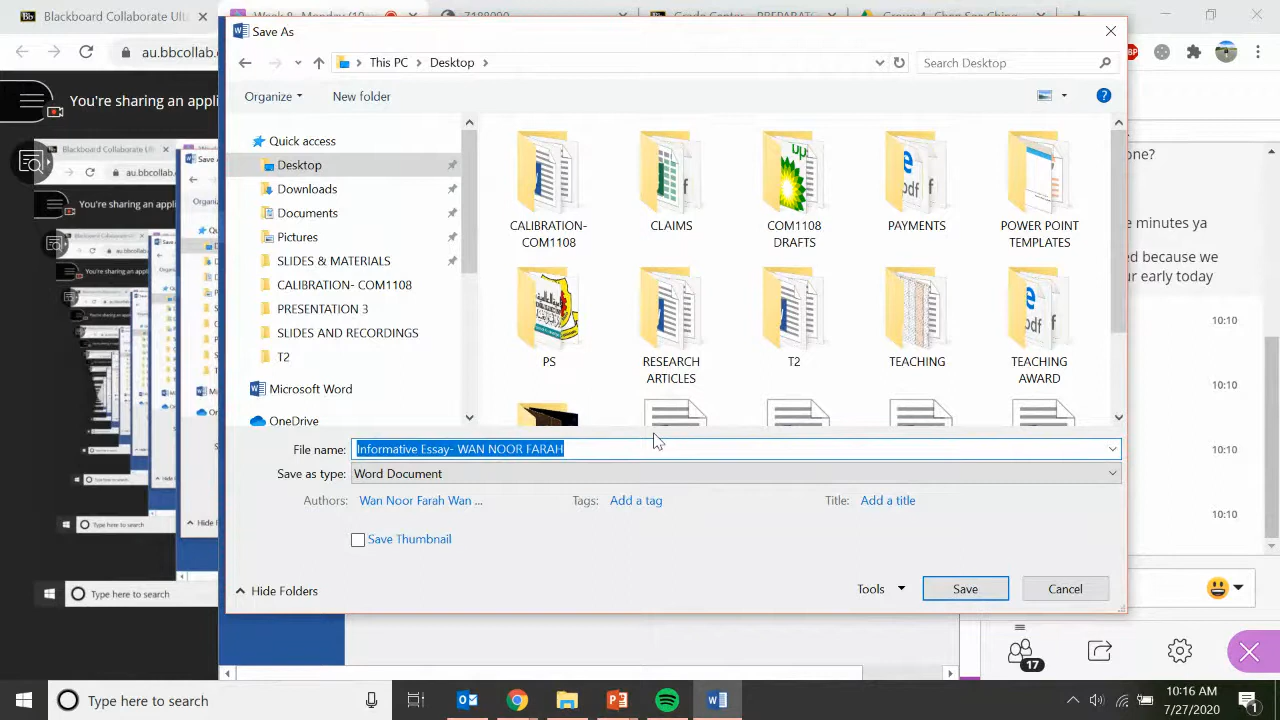 Blackboard Collaborate Ultr
7188090
Save As
au.bbcollab.
This PC > Desktop >
Search Desktop
Organize
New folder
You're sharing an applic
Quick access
Desktop
Downloads
Documents
Pictures
SLIDES & MATERIALS
CALIBRATION- COM1108
PRESENTATION 3
SLIDES AND RECORDINGS
T2
Microsoft Word
OneDrive
CALIBRATION-
COM1108
CLAIMS
COM1108
DRAFTS
PAYMENTS
POWER POINT
TEMPLATES
PS
RESEARCH
ARTICLES
T2
TEACHING
TEACHING
AWARD
one?
e minutes ya
ed because we
ur early today
10:10
10:10
10:10
10:10
File name: Informative Essay- WAN NOOR FARAH
Save as type: Word Document
Authors: Wan Noor Farah Wan ...
Tags: Add a tag
Title: Add a title
Save Thumbnail
Hide Folders
Tools
Save
Cancel
17
Type here to search
10:16 AM
7/27/2020